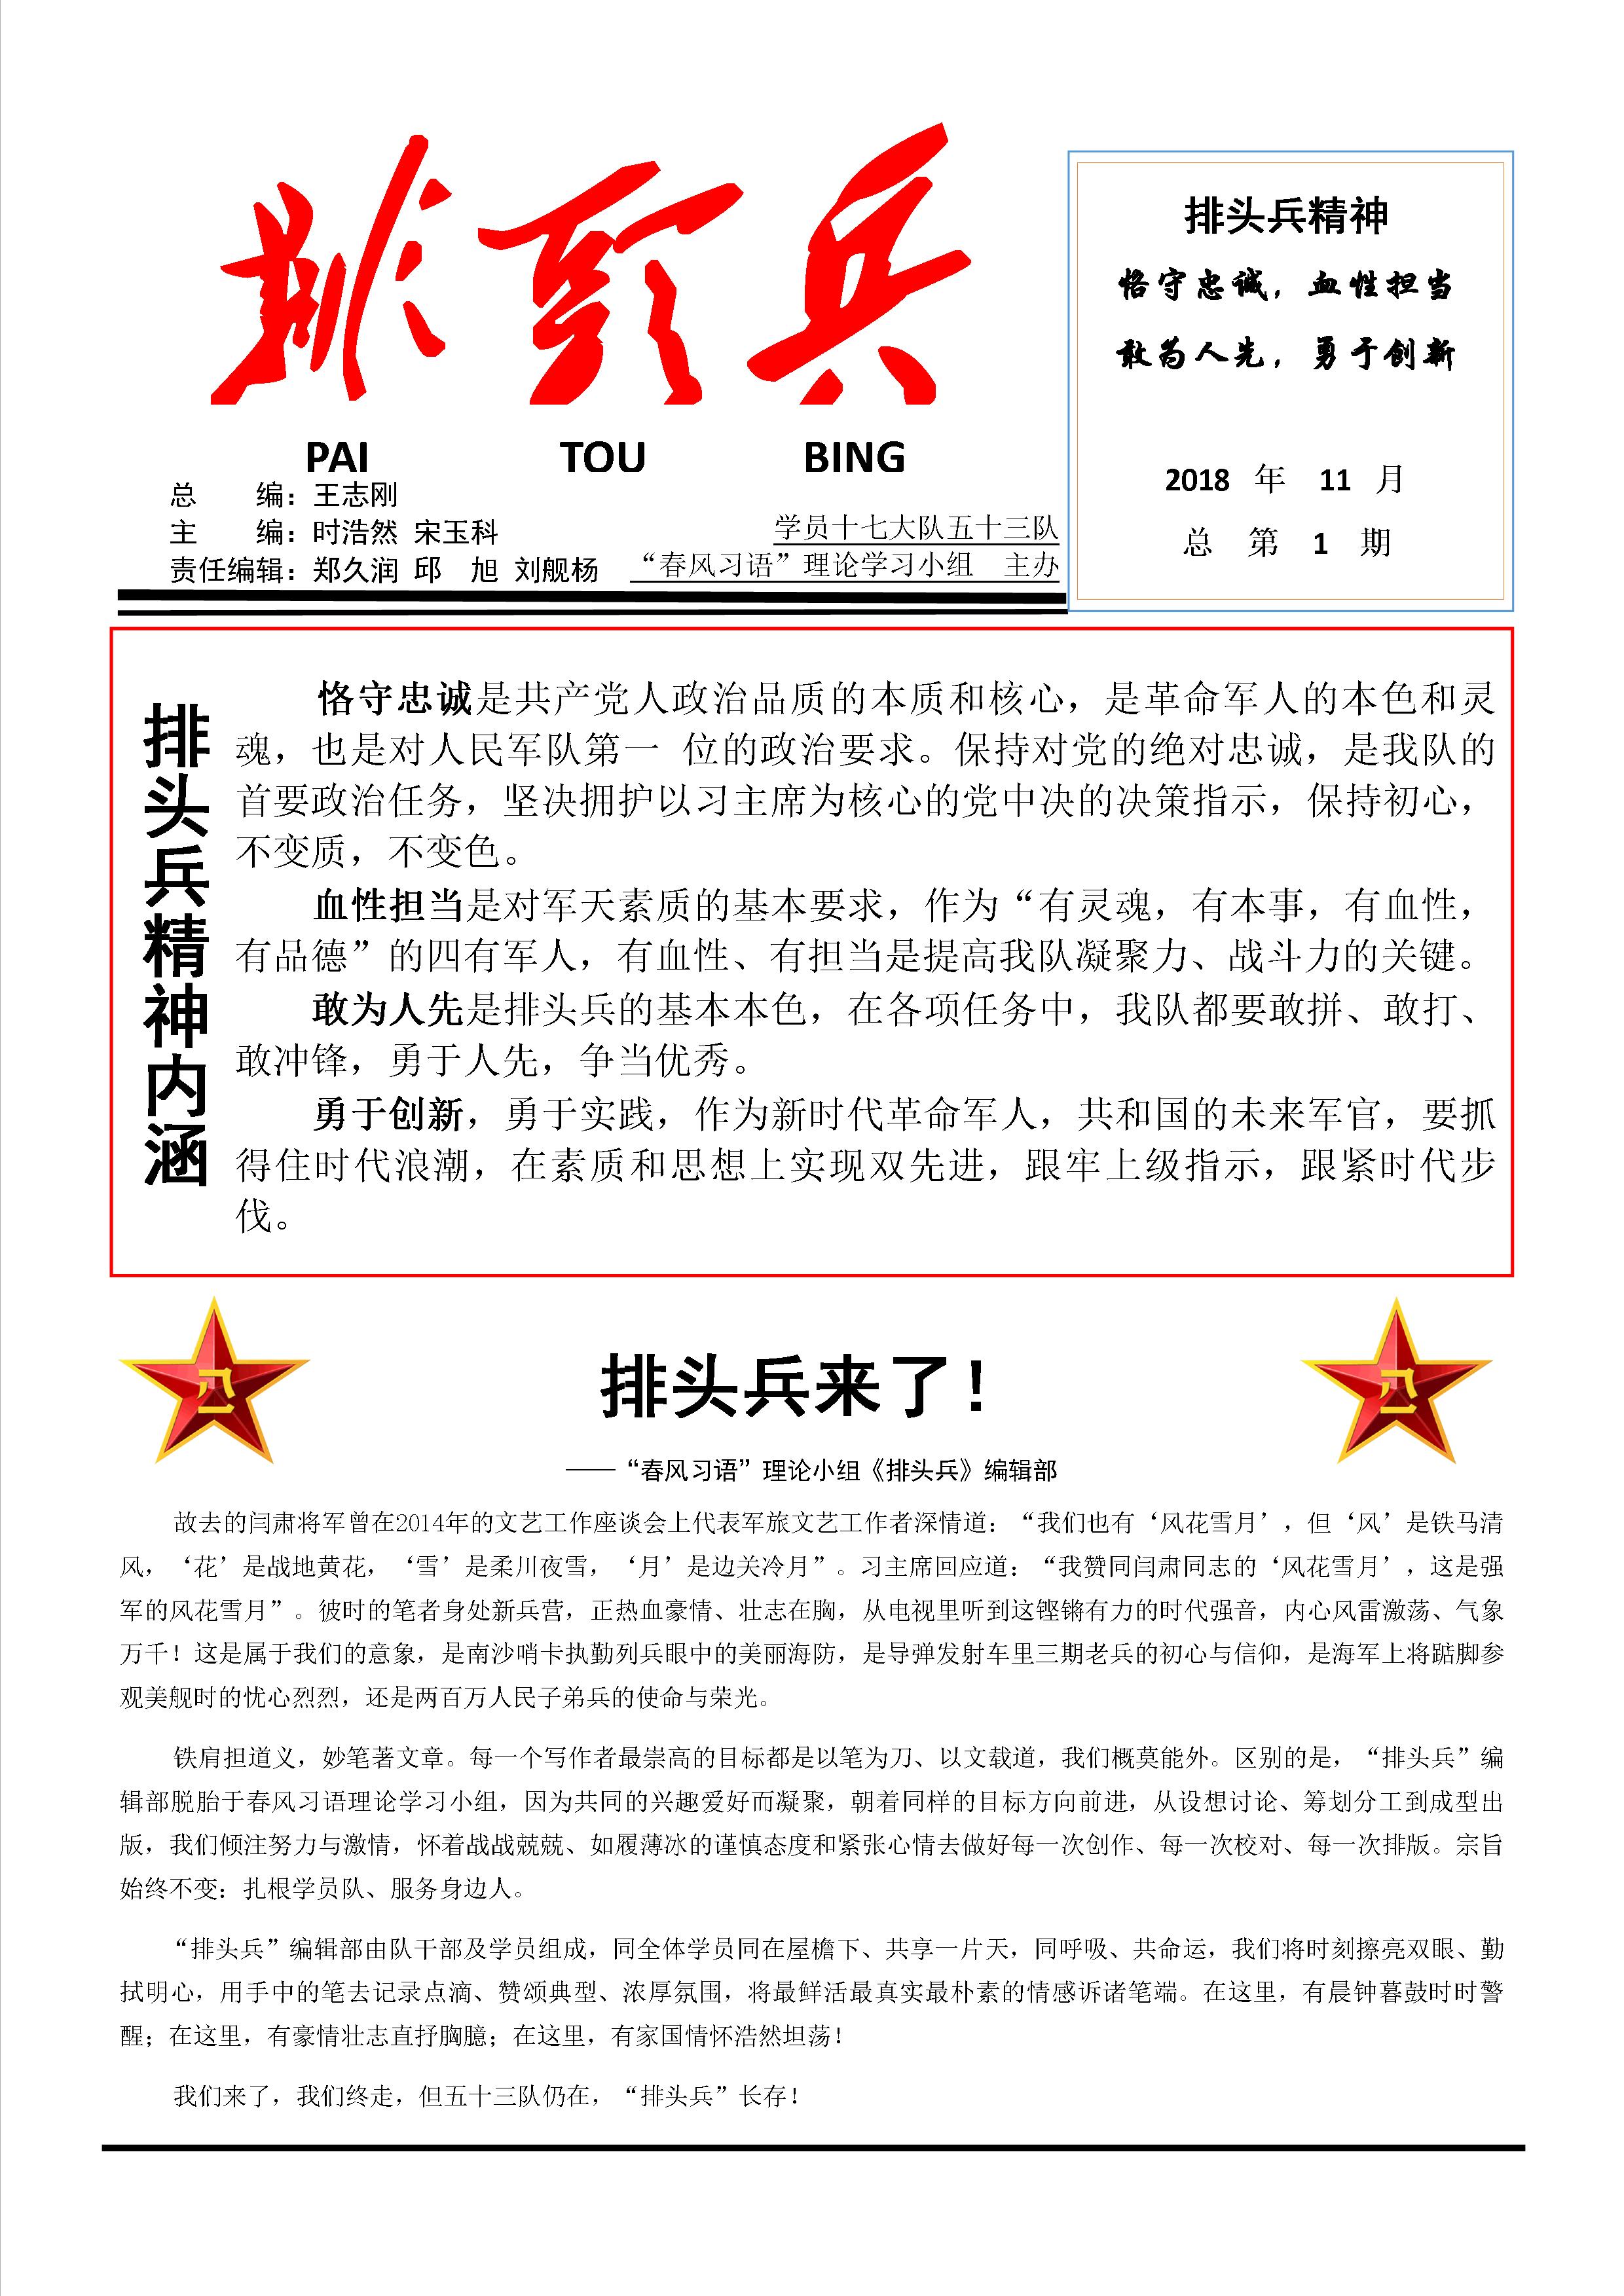 排头兵
PAI TOU BING
总 编：王志刚
主 编：时浩然 宋玉科
责任编辑：郑久润 邱 旭 刘舰杨
学员十七大队五十三队
“春风习语”理论学习小组 主办
排头兵精神
恪守忠诚，血性担当
敢为人先，勇于创新
2018 年 11 月
总 第 1 期
排头兵精神内涵
恪守忠诚是共产党人政治品质的本质和核心，是革命军人的本色和灵
魂，也是对人民军队第一 位的政治要求。保持对党的绝对忠诚，是我队的
首要政治任务，坚决拥护以习主席为核心的党中决的决策指示，保持初心，
不变质，不变色。
血性担当是对军天素质的基本要求，作为“有灵魂，有本事，有血性，
有品德”的四有军人，有血性、有担当是提高我队凝聚力、战斗力的关键。
敢为人先是排头兵的基本本色，在各项任务中，我队都要敢拼、敢打、
敢冲锋，勇于人先，争当优秀。
勇于创新，勇于实践，作为新时代革命军人，共和国的未来军官，要抓
得住时代浪潮，在素质和思想上实现双先进，跟牢上级指示，跟紧时代步
伐。
八一
八一
排头兵来了！
——“春风习语”理论小组《排头兵》编辑部
故去的闫肃将军曾在2014年的文艺工作座谈会上代表军旅文艺工作者深情道：“我们也有‘风花雪月’，但‘风’是铁马清
风，‘花’是战地黄花，‘雪’是柔川夜雪，‘月’是边关冷月”。习主席回应道：“我赞同闫肃同志的‘风花雪月’，这是强
军的风花雪月”。彼时的笔者身处新兵营，正热血豪情、壮志在胸，从电视里听到这铿锵有力的时代强音，内心风雷激荡、气象
万千！这是属于我们的意象，是南沙哨卡执勤列兵眼中的美丽海防，是导弹发射车里三期老兵的初心与信仰，是海军上将踮脚参
观美舰时的忧心烈烈，还是两百万人民子弟兵的使命与荣光。
铁肩担道义，妙笔著文章。每一个写作者最崇高的目标都是以笔为刀、以文载道，我们概莫能外。区别的是，“排头兵”编
辑部脱胎于春风习语理论学习小组，因为共同的兴趣爱好而凝聚，朝着同样的目标方向前进，从设想讨论、筹划分工到成型出
版，我们倾注努力与激情，怀着战战兢兢、如履薄冰的谨慎态度和紧张心情去做好每一次创作、每一次校对、每一次排版。宗旨
始终不变：扎根学员队、服务身边人。
“排头兵”编辑部由队干部及学员组成，同全体学员同在屋檐下、共享一片天，同呼吸、共命运，我们将时刻擦亮双眼、勤
拭明心，用手中的笔去记录点滴、赞颂典型、浓厚氛围，将最鲜活最真实最朴素的情感诉诸笔端。在这里，有晨钟暮鼓时时警
醒；在这里，有豪情壮志直抒胸臆；在这里，有家国情怀浩然坦荡！
我们来了，我们终走，但五十三队仍在，“排头兵”长存！